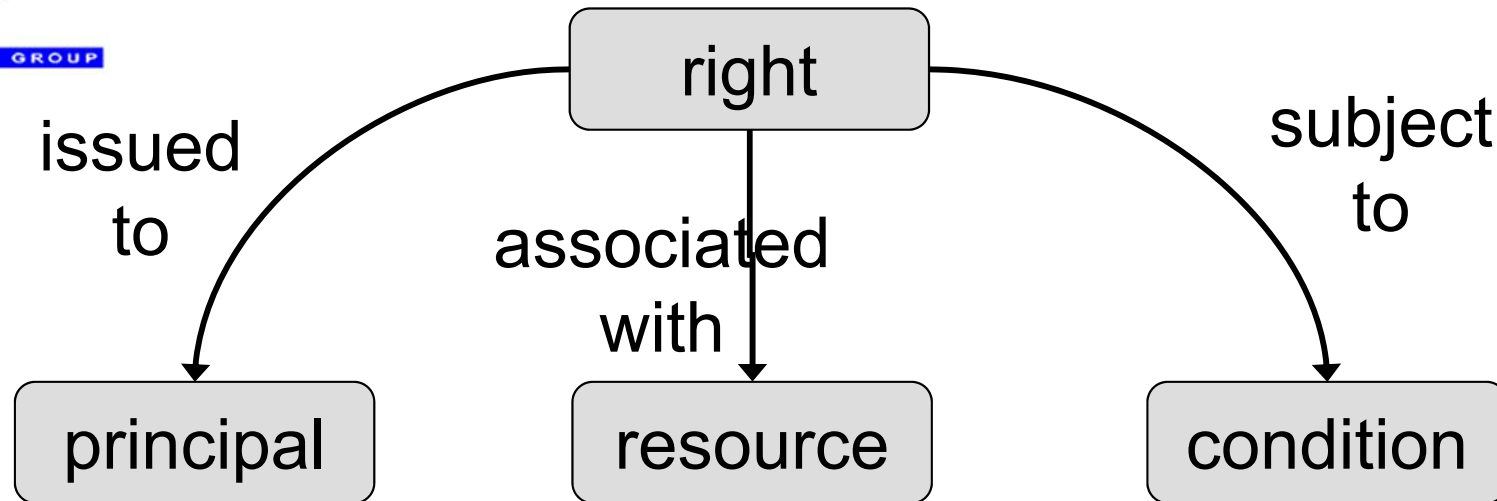 GROUP
right
issued
to
subject
to
associated
with
principal
resource
condition